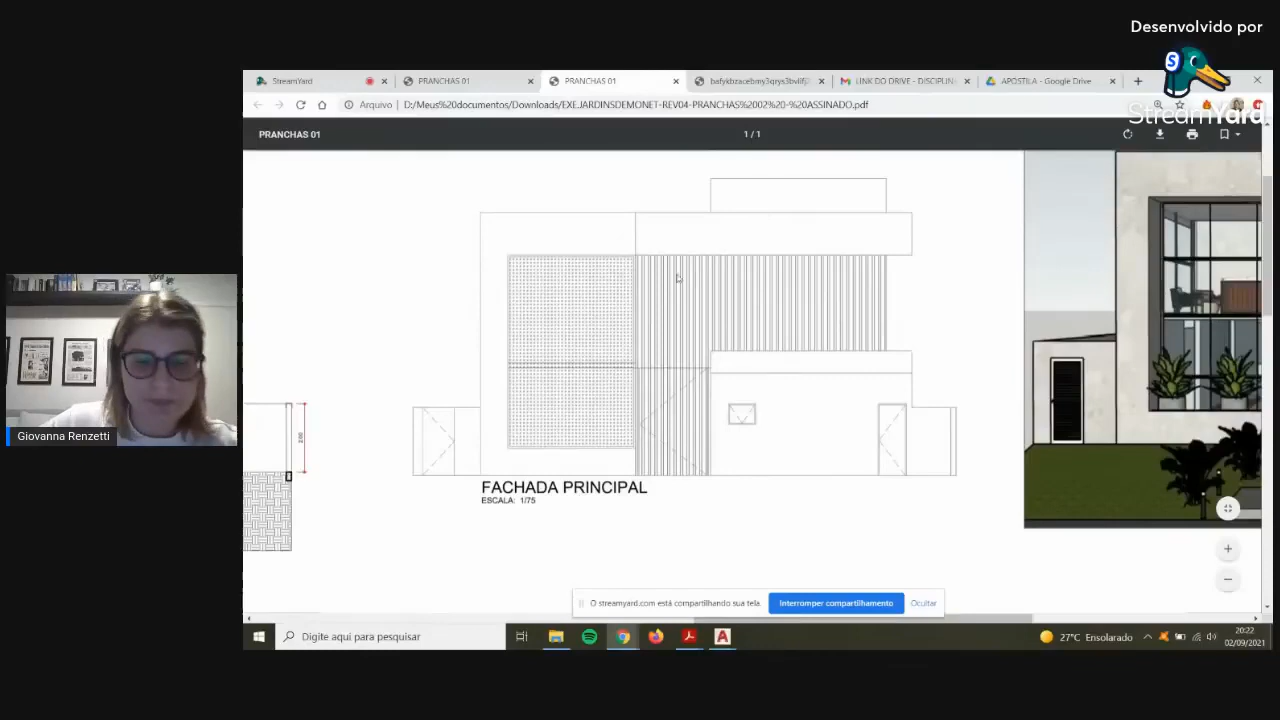 Desenvolvido por
StreamYard
StreamYard
PRANCHAS 01
PRANCHAS 01
LINK DO DRIVE - DISCIPLIN
APOSTILA - Google Drive
Arquivo
D:/Meus%20documentos/Downloads/EXE.JARDINSDEMONET-REV04-PRANCHAS%2002%20-%20ASSINADO.pdf
PRANCHAS 01
1 / 1
2.00
Giovanna Renzetti
FACHADA PRINCIPAL
ESCALA: 1/75
O streamyard.com está compartilhando sua tela.
Interromper compartilhamento
Ocultar
Digite aqui para pesquisar
27°C Ensolarado
20:22
02/09/2021